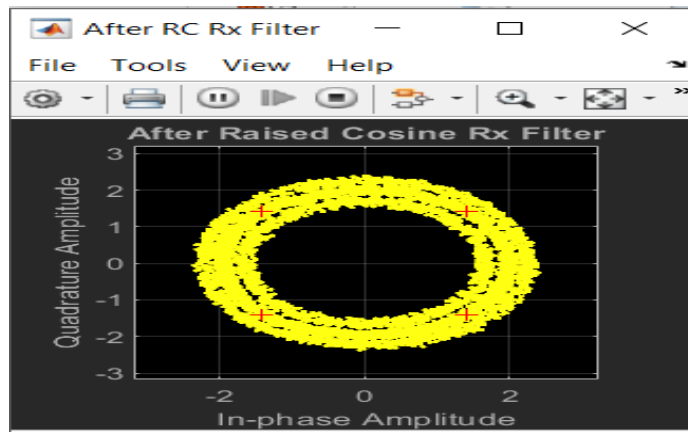 After RC Rx Filter
File Tools View Help
After Raised Cosine Rx Filter
Quadrature Amplitude
3
2
1
0
-1
-2
-3
-2 0 2
In-phase Amplitude